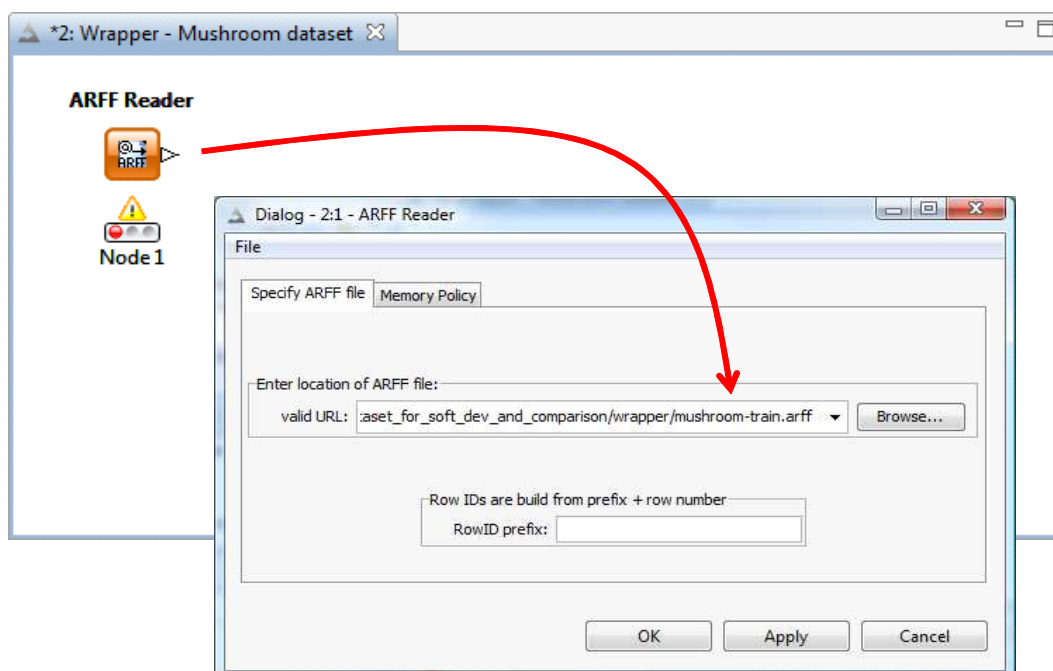 *2: Wrapper - Mushroom dataset
ARFF Reader
ARFF
Node 1
Dialog - 2:1 - ARFF Reader
File
Specify ARFF file
Memory Policy
Enter location of ARFF file:
valid URL: :aset_for_soft_dev_and_comparison/wrapper/mushroom-train.arff
Browse...
Row IDs are build from prefix + row number
RowID prefix:
OK Apply Cancel